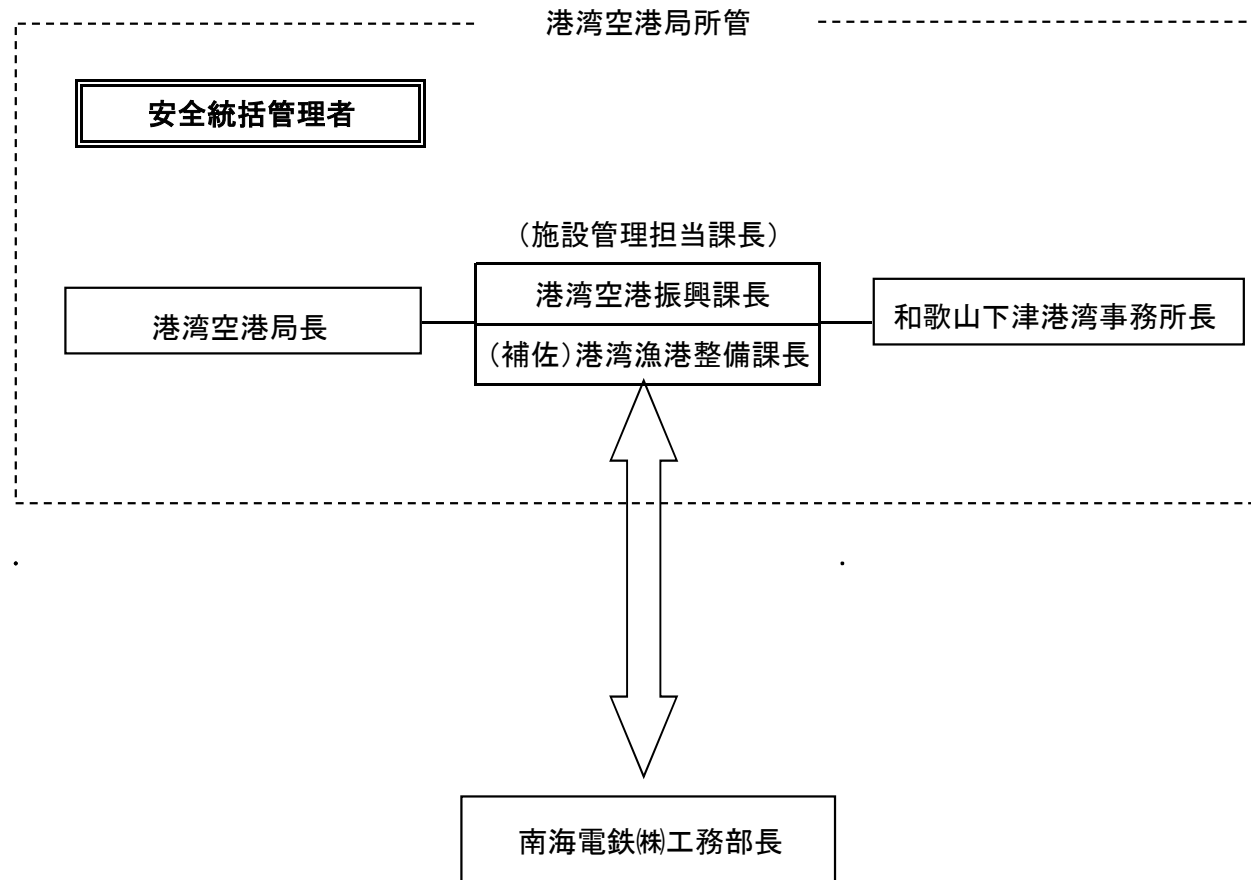 港湾空港局所管
安全統括管理者
（施設管理担当課長）
港湾空港局長
港湾空港振興課長
（補佐）港湾漁港整備課長
和歌山下津港湾事務所長
南海電鉄㈱工務部長